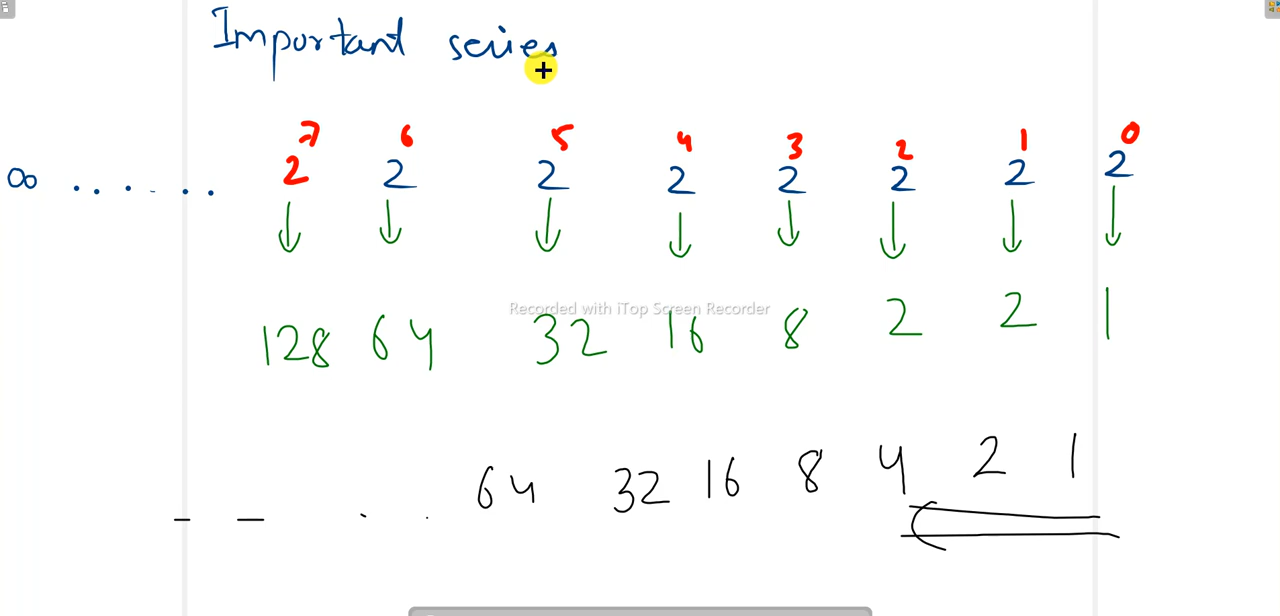 Important series
∞ ...... 2⁷ 2⁶ 2⁵ 2⁴ 2³ 2² 2¹ 2⁰
↓ ↓ ↓ ↓ ↓ ↓ ↓ ↓
Recorded with iTop Screen Recorder
128 64 32 16 8 2 2 1
_ _ . . 64 32 16 8 4 2 1